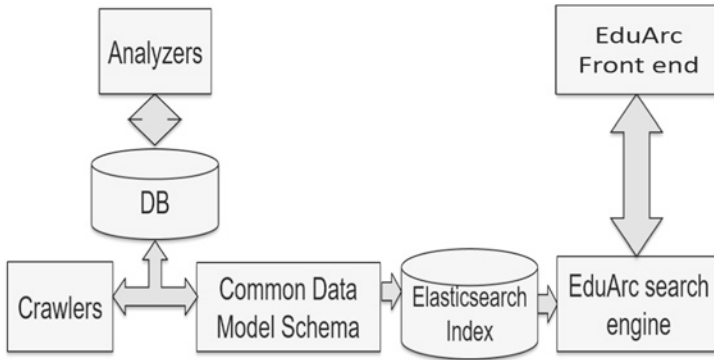 Analyzers
EduArc
Front end
DB
Crawlers
Common Data
Model Schema
Elasticsearch
Index
EduArc search
engine